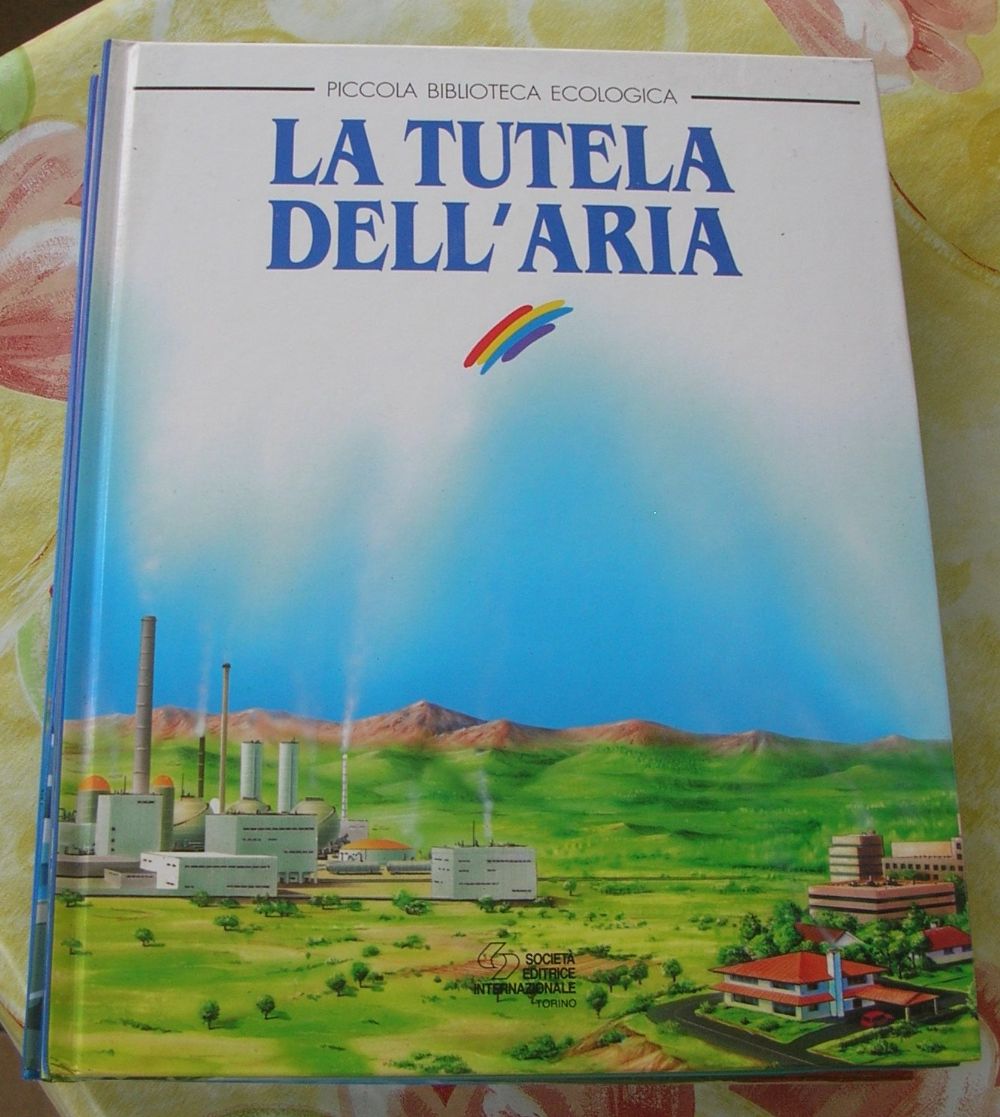 PICCOLA BIBLIOTECA ECOLOGICA
LA TUTELA
DELL'ARIA
SOCIETÀ
EDITRICE
INTERNAZIONALE
TORINO